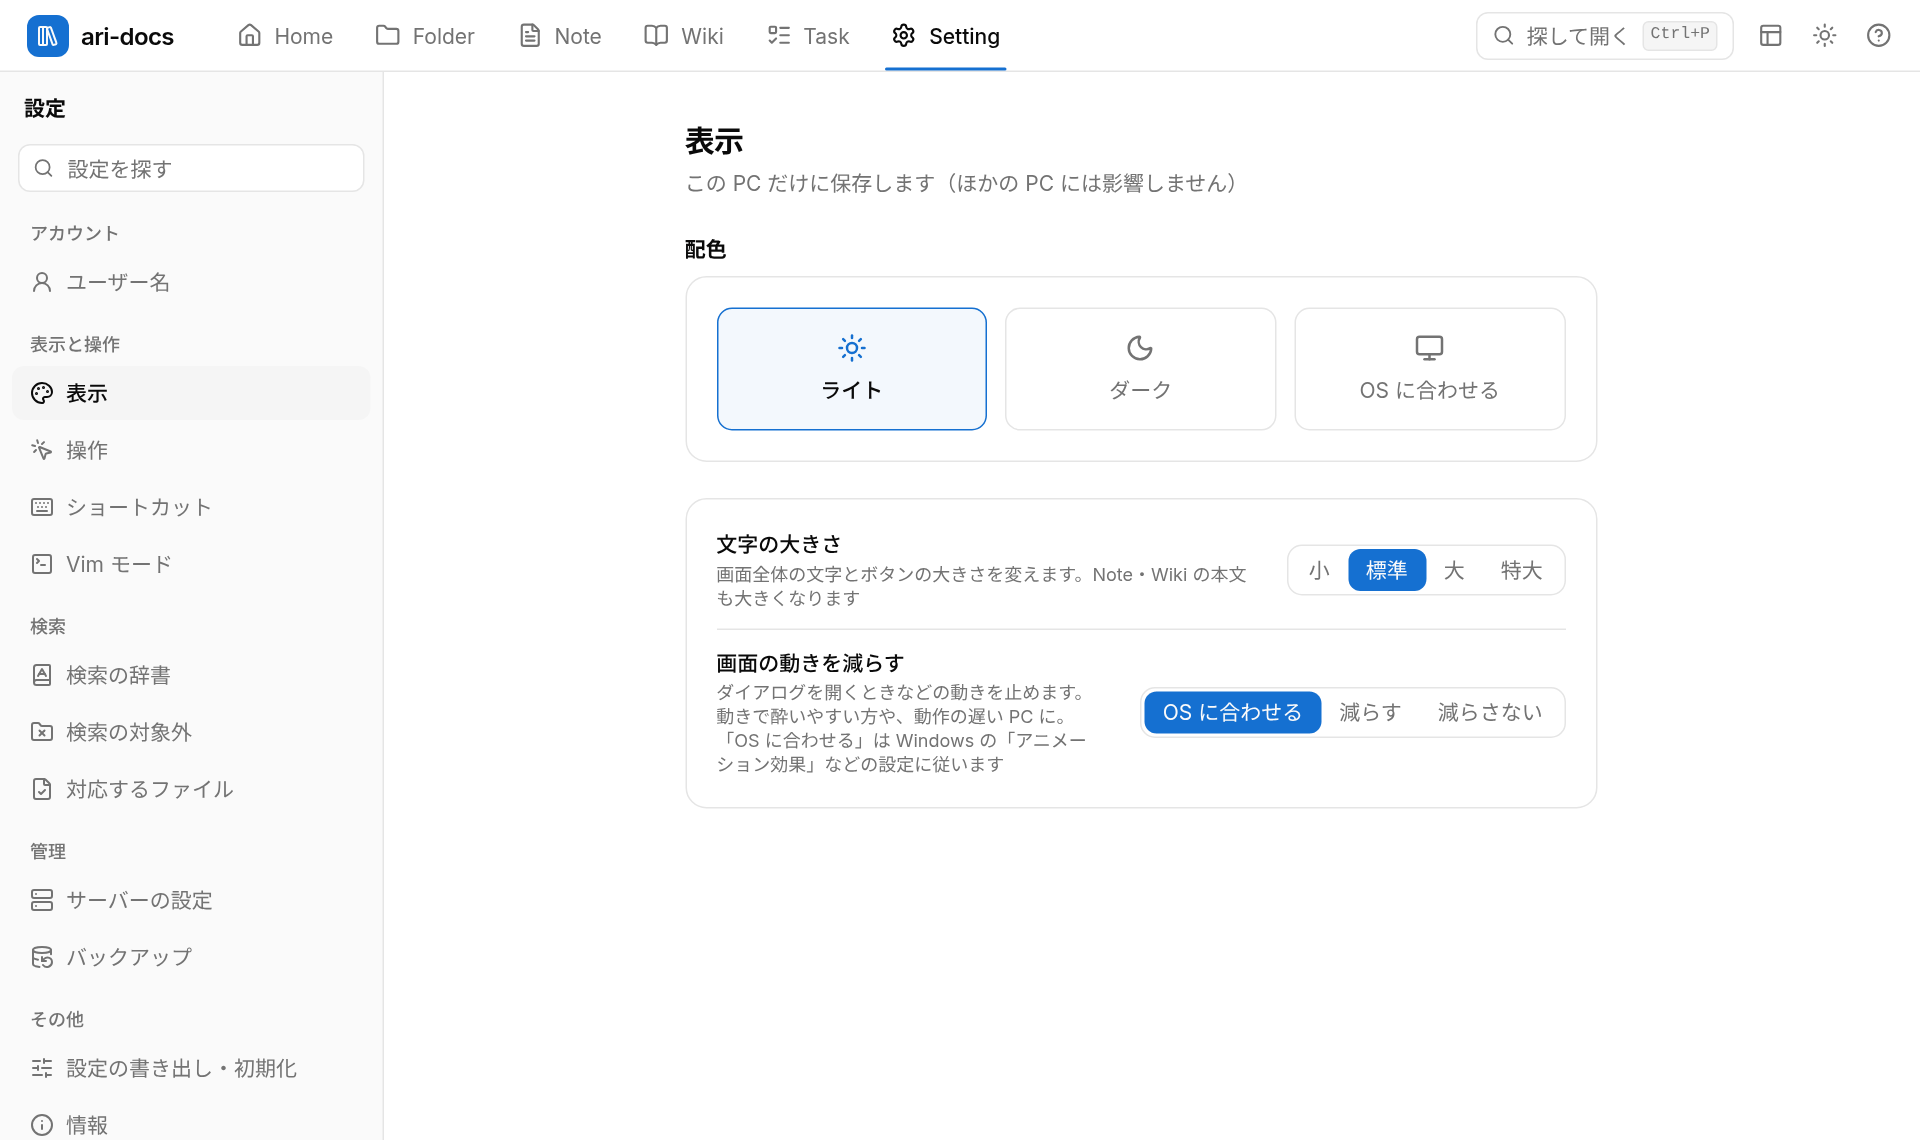 ari-docs
Home
Folder
Note
Wiki
Task
Setting
探して開く Ctrl+P
設定
設定を探す
アカウント
ユーザー名
表示と操作
表示
操作
ショートカット
Vim モード
検索
検索の辞書
検索の対象外
対応するファイル
管理
サーバーの設定
バックアップ
その他
設定の書き出し・初期化
情報
表示
この PC だけに保存します（ほかの PC には影響しません）
配色
ライト
ダーク
OS に合わせる
文字の大きさ
画面全体の文字とボタンの大きさを変えます。Note・Wiki の本文
も大きくなります
小 標準 大 特大
画面の動きを減らす
ダイアログを開くときなどの動きを止めます。
動きで酔いやすい方や、動作の遅い PC に。
「OS に合わせる」は Windows の「アニメー
ション効果」などの設定に従います
OS に合わせる 減らす 減らさない